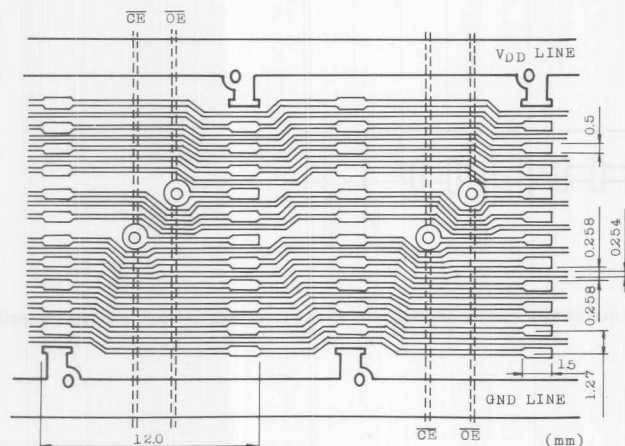 CE OE
VDD LINE
0.5
0.258
0.254
0.258
15
1.27
GND LINE
12.0
CE OE
(mm)